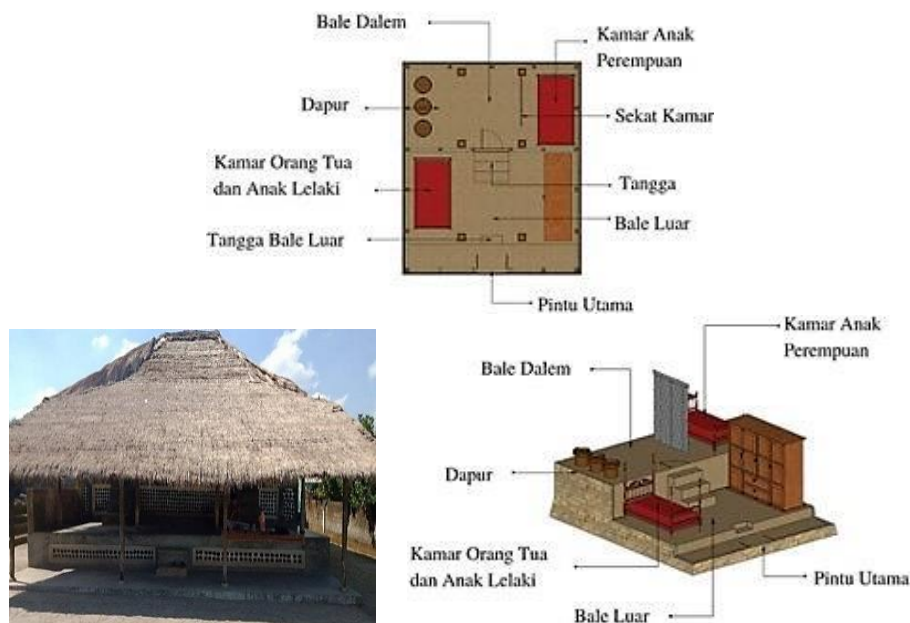 Bale Dalem
Kamar Anak
Perempuan
Dapur
Sekat Kamar
Kamar Orang Tua
dan Anak Lelaki
Tangga
Bale Luar
Tangga Bale Luar
Pintu Utama
Kamar Anak
Perempuan
Bale Dalem
Dapur
Kamar Orang Tua
dan Anak Lelaki
Pintu Utama
Bale Luar